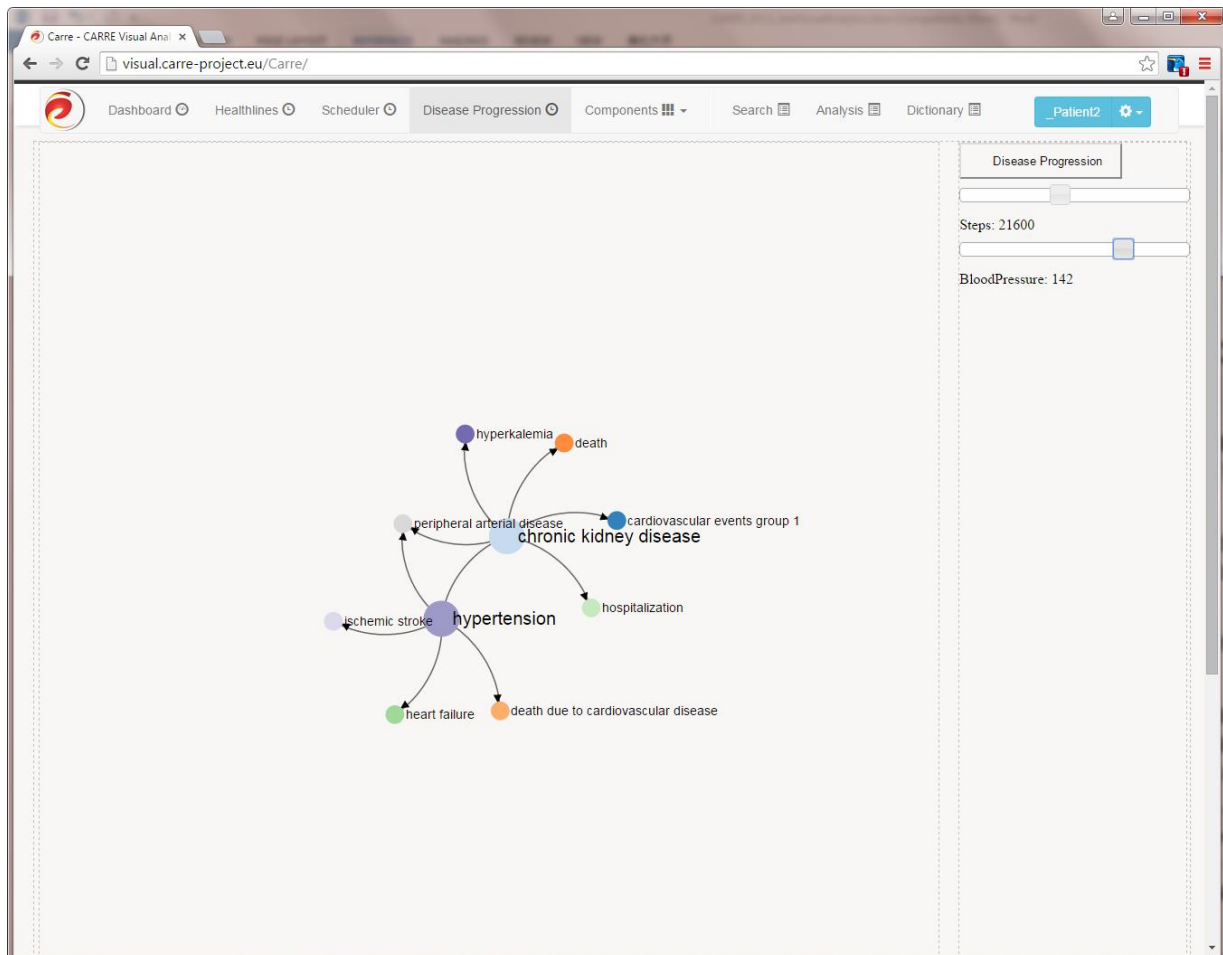 Carre - CARRE Visual Anal
visual.carre-project.eu/Carre/
Dashboard Healthlines Scheduler Disease Progression Components Search Analysis Dictionary _Patient2
Disease Progression
Steps: 21600
BloodPressure: 142
hyperkalemia
death
peripheral arterial disease
cardiovascular events group 1
chronic kidney disease
hospitalization
ischemic stroke
hypertension
heart failure
death due to cardiovascular disease